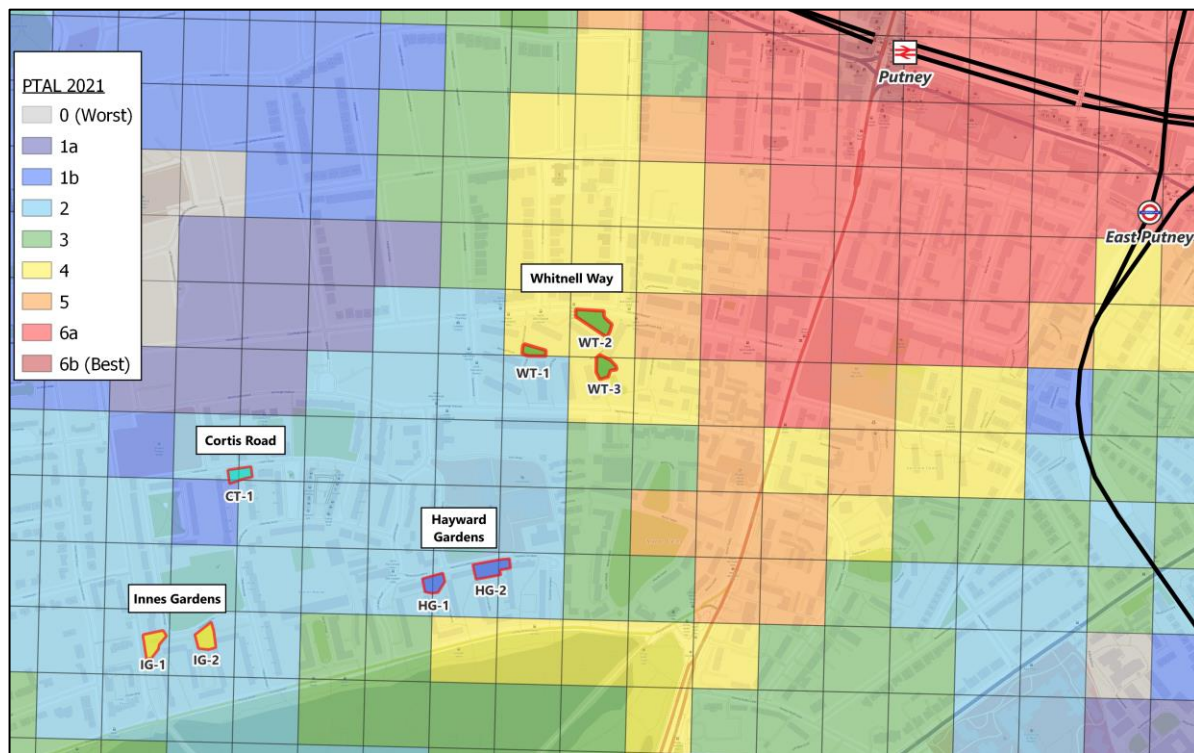 PTAL 2021
0 (Worst)
1a
1b
2
3
4
5
6a
6b (Best)
Putney
East Putney
Whitnell Way
WT-2
WT-1
WT-3
Cortis Road
CT-1
Hayward
Gardens
HG-2
HG-1
Innes Gardens
IG-1
IG-2